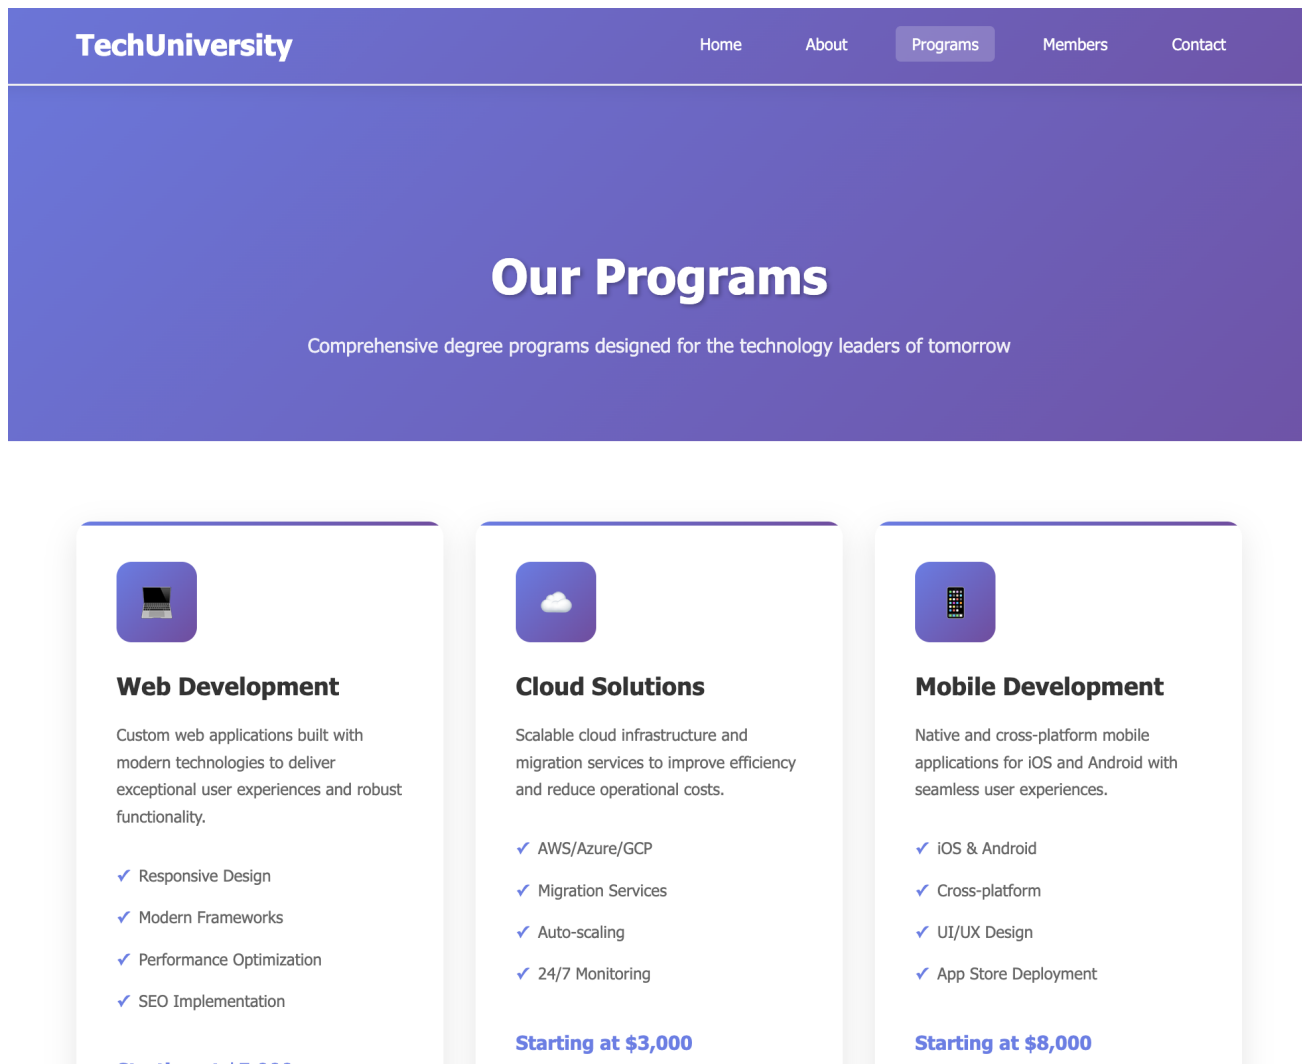 TechUniversity
Home
About
Programs
Members
Contact
Our Programs
Comprehensive degree programs designed for the technology leaders of tomorrow
Web Development
Custom web applications built with
modern technologies to deliver
exceptional user experiences and robust
functionality.
✓ Responsive Design
✓ Modern Frameworks
✓ Performance Optimization
✓ SEO Implementation
Starting at
Cloud Solutions
Scalable cloud infrastructure and
migration services to improve efficiency
and reduce operational costs.
✓ AWS/Azure/GCP
✓ Migration Services
✓ Auto-scaling
✓ 24/7 Monitoring
Starting at $3,000
Mobile Development
Native and cross-platform mobile
applications for iOS and Android with
seamless user experiences.
✓ iOS & Android
✓ Cross-platform
✓ UI/UX Design
✓ App Store Deployment
Starting at $8,000